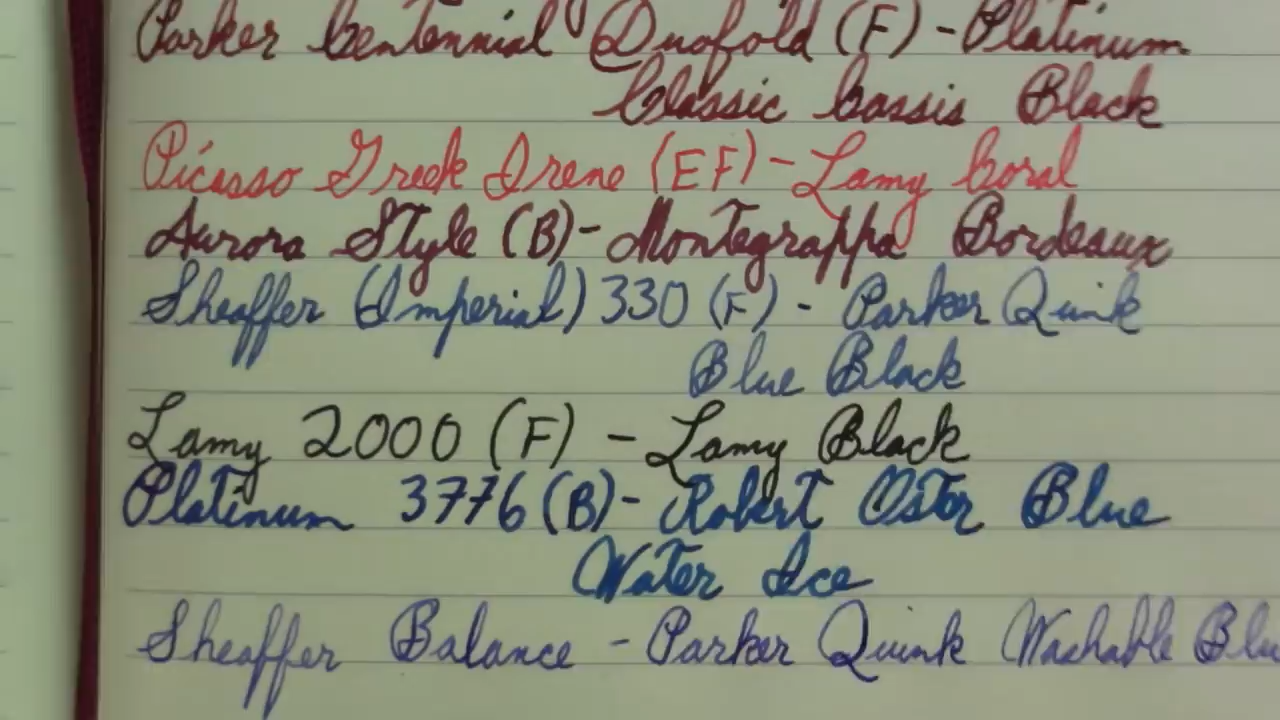 Parker Centennial Duofold (F) - Platinum
Classic Cassis Black
Picasso Greek Irene (EF) - Lamy Coral
Aurora Style (B) - Montegrappa Bordeaux
Sheaffer (Imperial) 330 (F) - Parker Quink
Blue Black
Lamy 2000 (F) - Lamy Black
Platinum 3776 (B) - Robert Oster Blue
Water Ice
Sheaffer Balance - Parker Quink Washable Blu